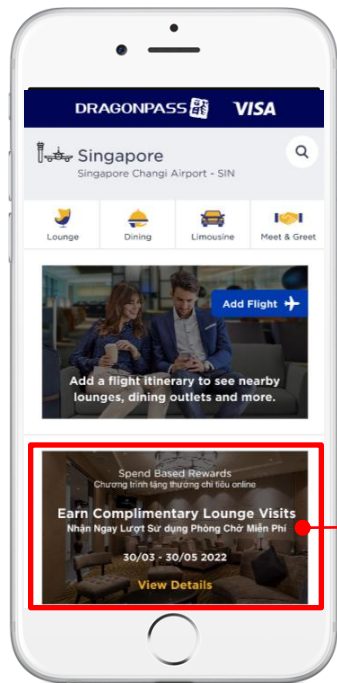 DRAGONPASS VISA
Singapore
Singapore Changi Airport - SIN
Lounge Dining Limousine Meet & Greet
Add Flight
Add a flight itinerary to see nearby
lounges, dining outlets and more.
Spend Based Rewards
Chương trình tặng thưởng chi tiêu online
Earn Complimentary Lounge Visits
Nhận Ngay Lượt Sử dụng Phòng Chờ Miễn Phí
30/03 - 30/05 2022
View Details